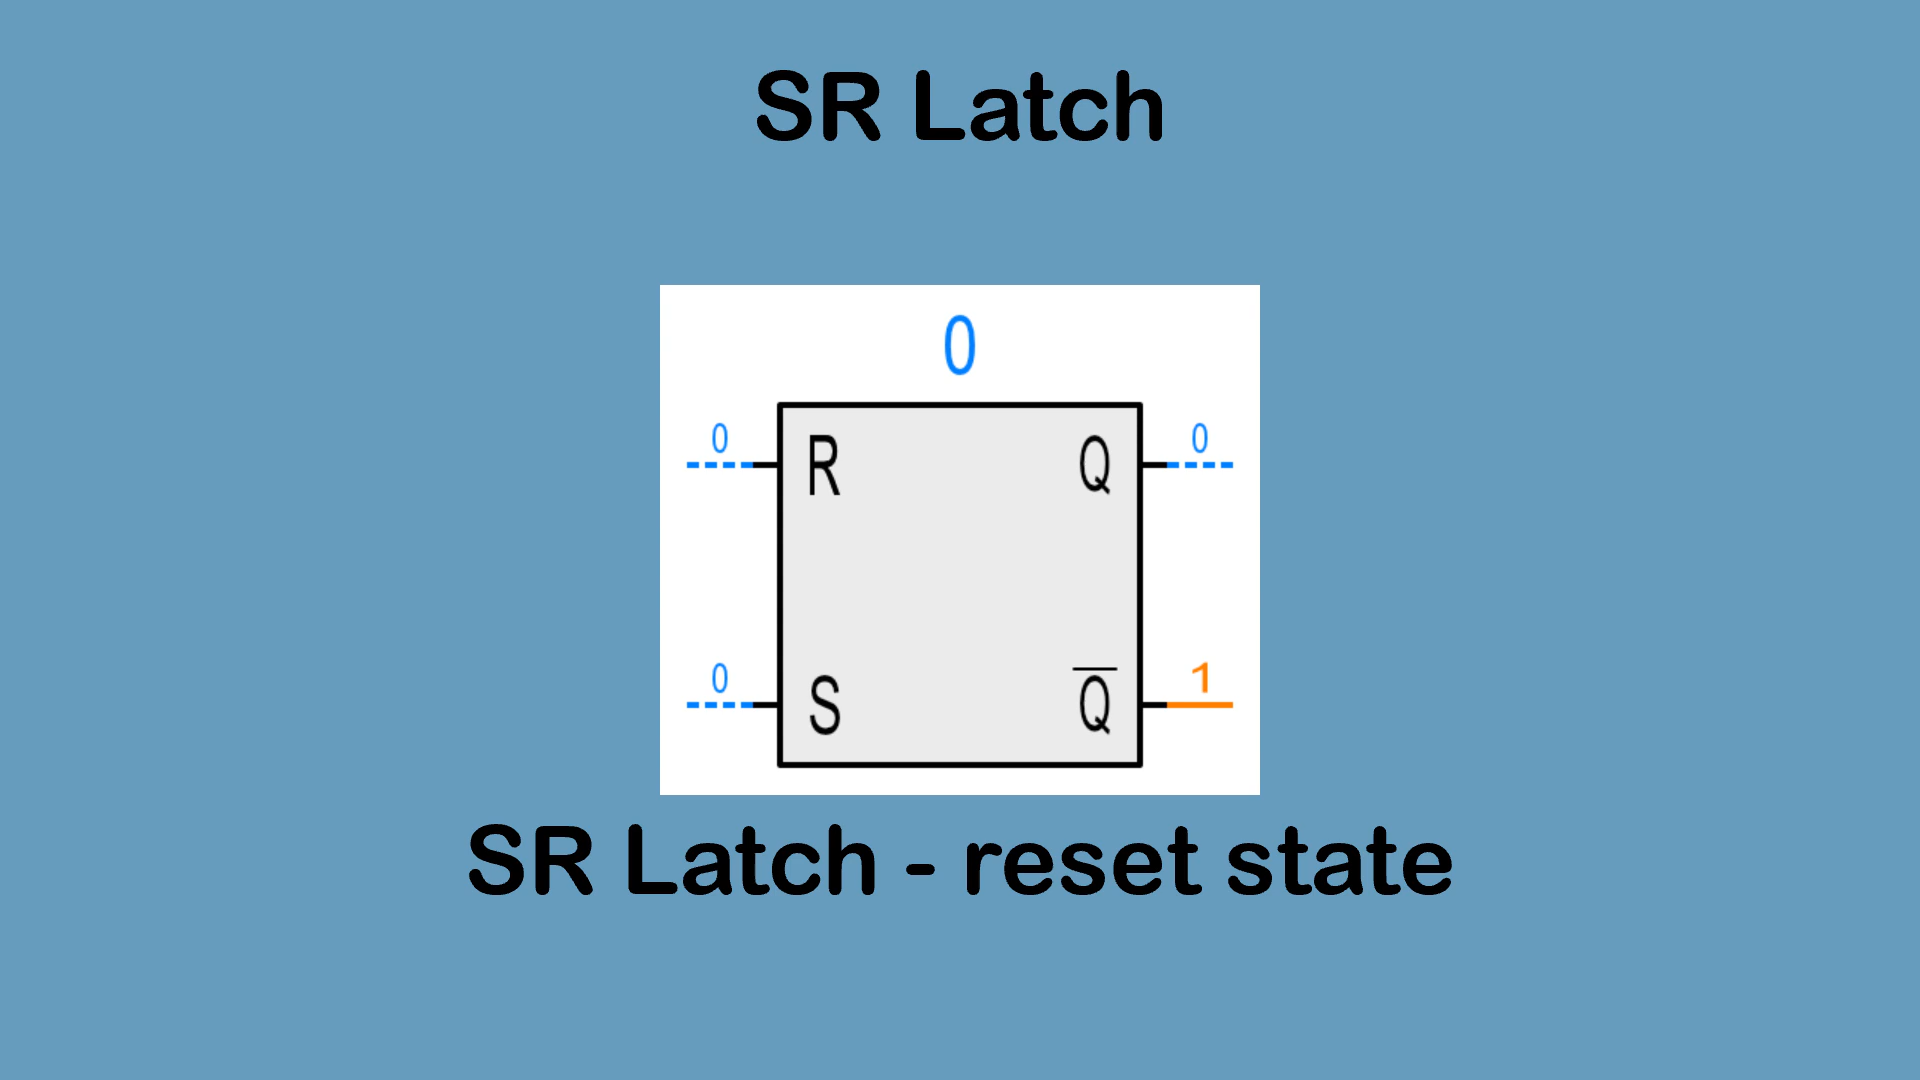 SR Latch
0
0 R Q 0
0 S Q̅ 1
SR Latch - reset state